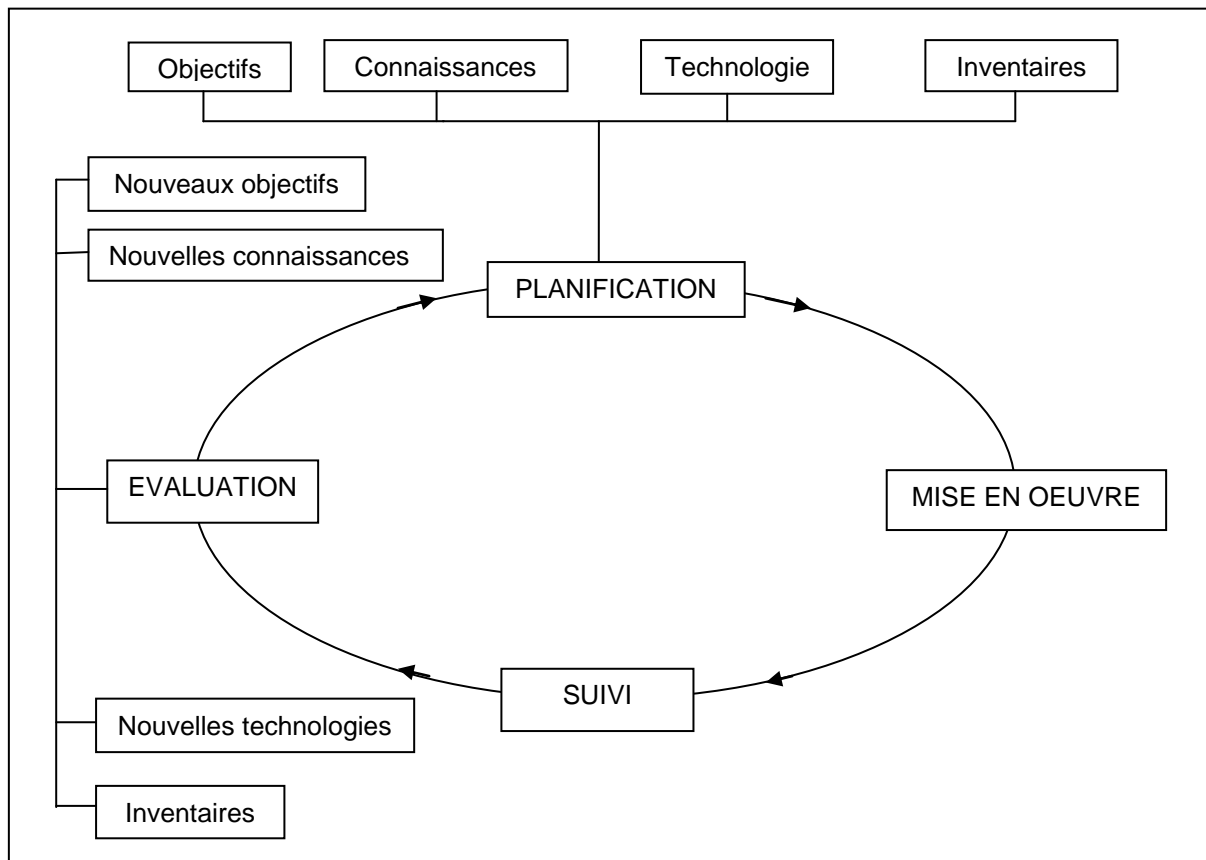 Objectifs
Connaissances
Technologie
Inventaires
Nouveaux objectifs
Nouvelles connaissances
PLANIFICATION
EVALUATION
MISE EN OEUVRE
SUIVI
Nouvelles technologies
Inventaires